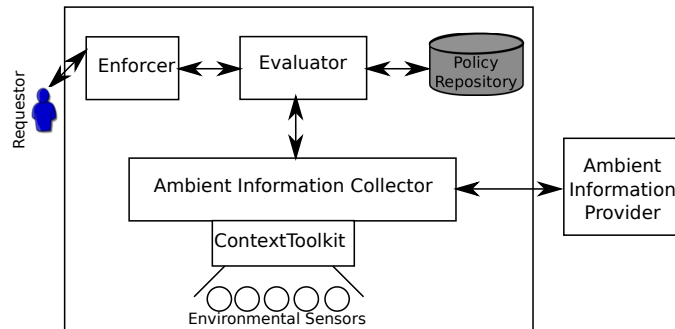 Requestor
Enforcer
Evaluator
Policy
Repository
Ambient Information Collector
Ambient
Information
Provider
ContextToolkit
Environmental Sensors